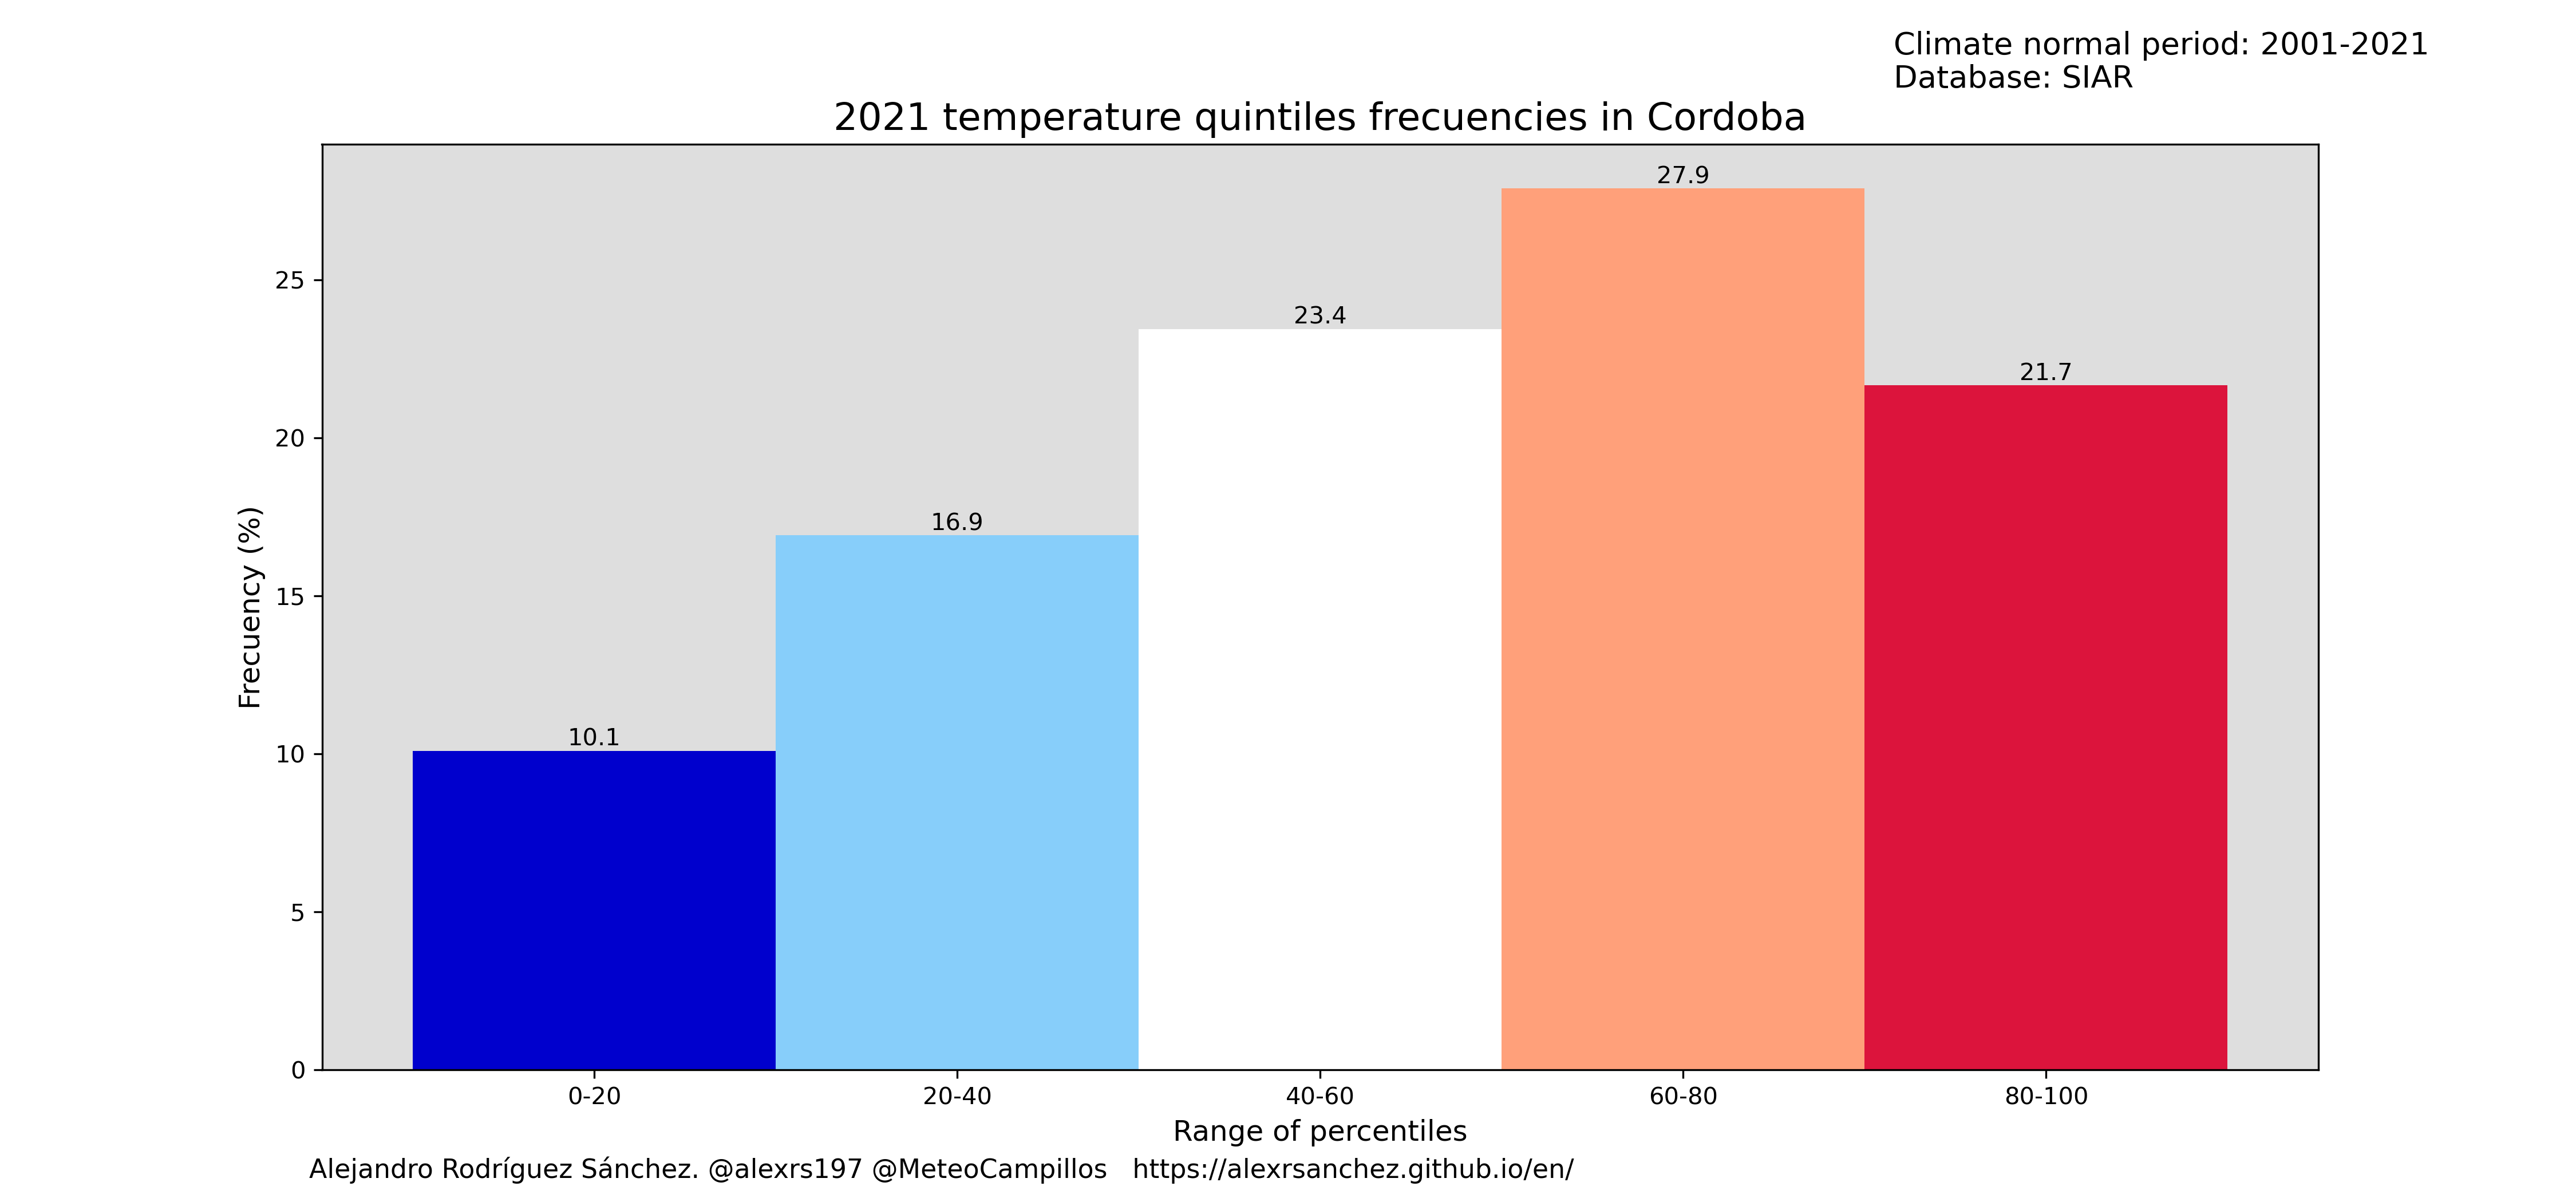 Climate normal period: 2001-2021
Database: SIAR
2021 temperature quintiles frecuencies in Cordoba
27.9
25
23.4
21.7
20
16.9
Frecuency (%)
15
10.1
10
5
0
0-20 20-40 40-60 60-80 80-100
Range of percentiles
Alejandro Rodríguez Sánchez. @alexrs197 @MeteoCampillos https://alexrsanchez.github.io/en/